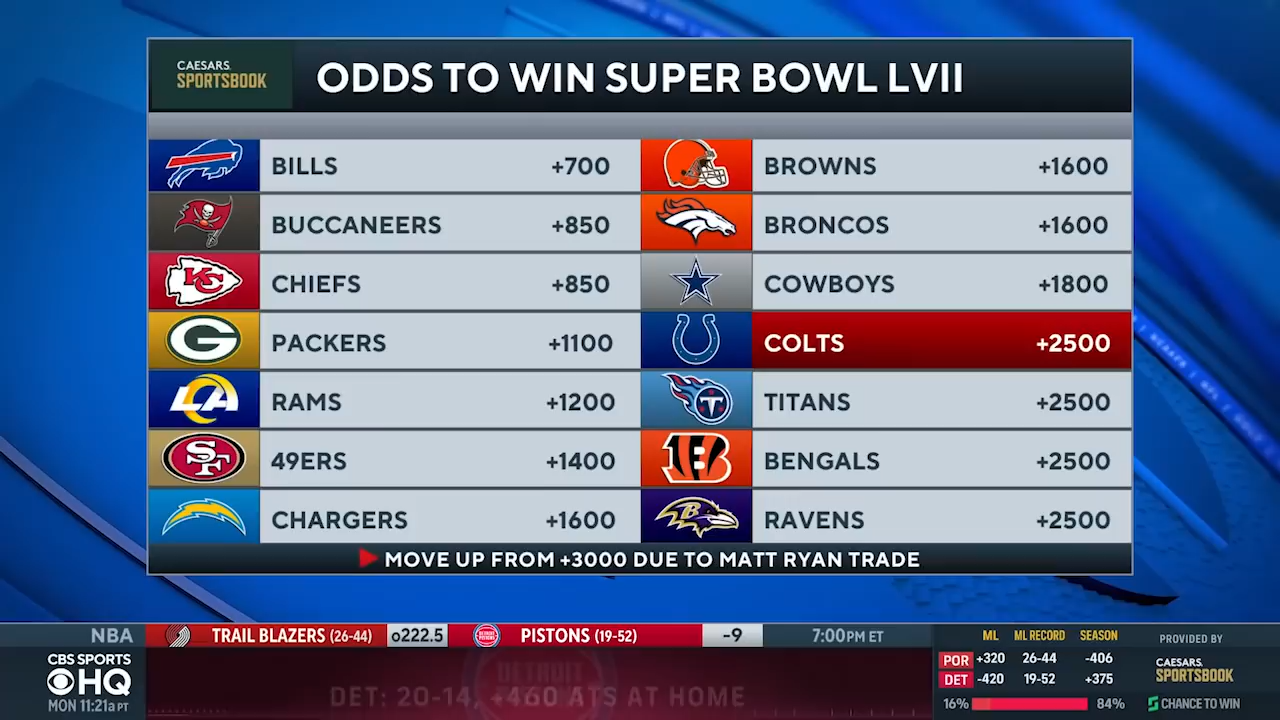 CAESARS
SPORTSBOOK
ODDS TO WIN SUPER BOWL LVII
BILLS +700
BUCCANEERS +850
CHIEFS +850
PACKERS +1100
RAMS +1200
49ERS +1400
CHARGERS +1600
BROWNS +1600
BRONCOS +1600
COWBOYS +1800
COLTS +2500
TITANS +2500
BENGALS +2500
RAVENS +2500
MOVE UP FROM +3000 DUE TO MATT RYAN TRADE
NBA TRAIL BLAZERS (26-44) o222.5 PISTONS (19-52) -9 7:00PM ET
CBS SPORTS
HQ
MON 11:21a PT
DET: 20-14, +460 ATS AT HOME
ML ML RECORD SEASON
POR +320 26-44 -406
DET -420 19-52 +375
16% 84%
PROVIDED BY
CAESARS
SPORTSBOOK
CHANCE TO WIN